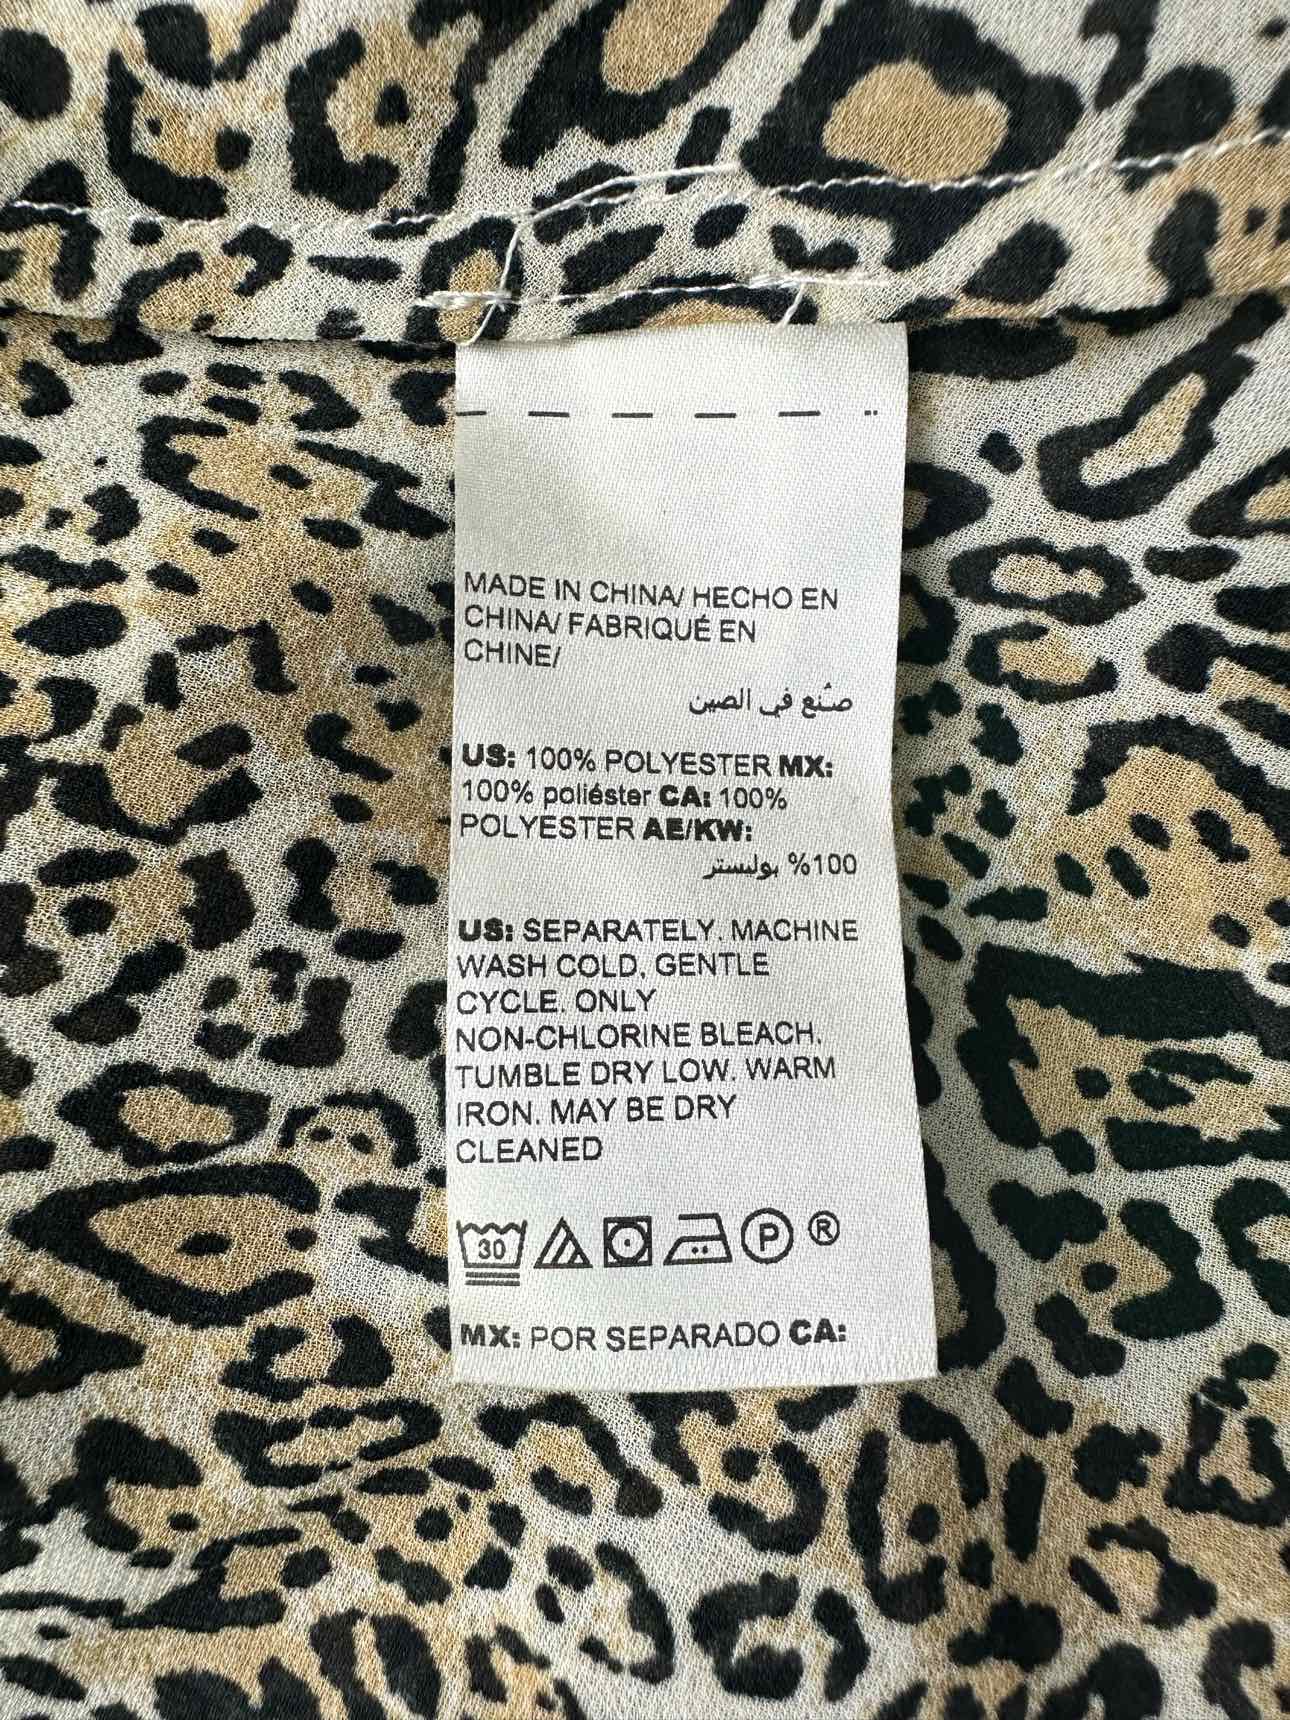 MADE IN CHINA/ HECHO EN
CHINA/ FABRIQUÉ EN
CHINE/
صُنع في الصين
US: 100% POLYESTER MX:
100% poliéster CA: 100%
POLYESTER AE/KW:
100% بوليستر
US: SEPARATELY. MACHINE
WASH COLD. GENTLE
CYCLE. ONLY
NON-CHLORINE BLEACH.
TUMBLE DRY LOW. WARM
IRON. MAY BE DRY
CLEANED
30 P ®
MX: POR SEPARADO CA: